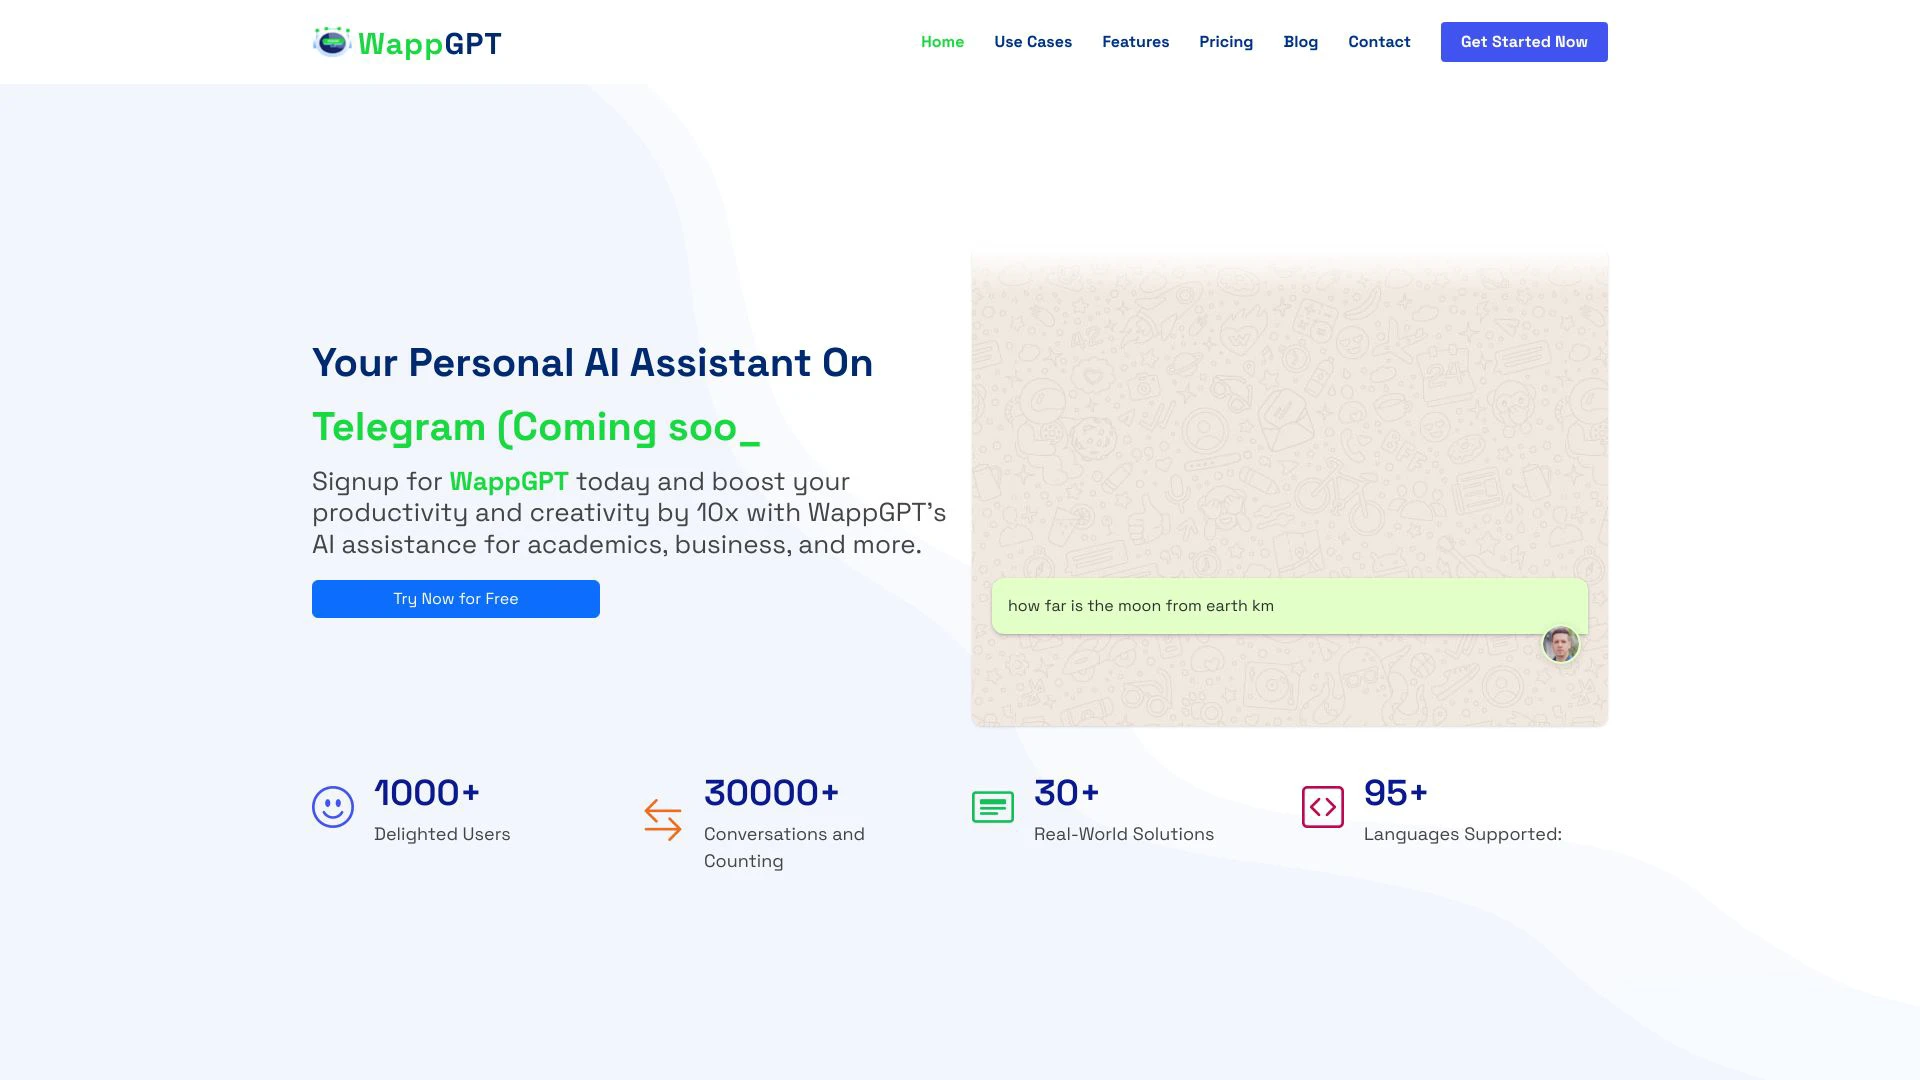 WappGPT
Home
Use Cases
Features
Pricing
Blog
Contact
Get Started Now
Your Personal AI Assistant On
Telegram (Coming soo_
Signup for WappGPT today and boost your
productivity and creativity by 10x with WappGPT's
AI assistance for academics, business, and more.
Try Now for Free
how far is the moon from earth km
1000+
Delighted Users
30000+
Conversations and
Counting
30+
Real-World Solutions
95+
Languages Supported: